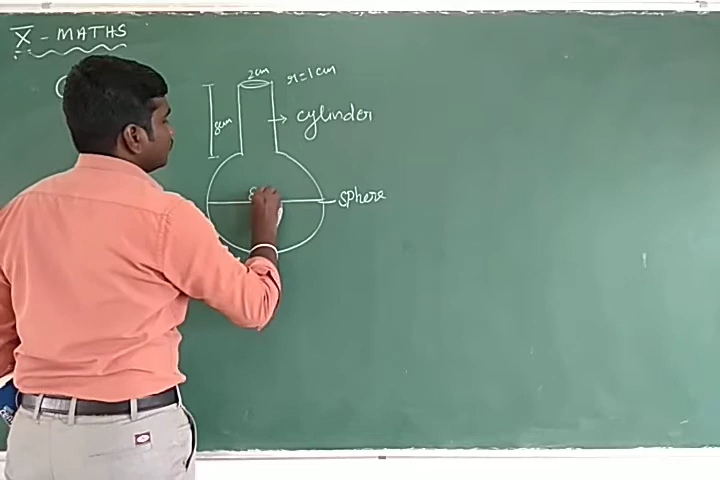 X - MATHS
2cm
r=1cm
8cm
cylinder
sphere